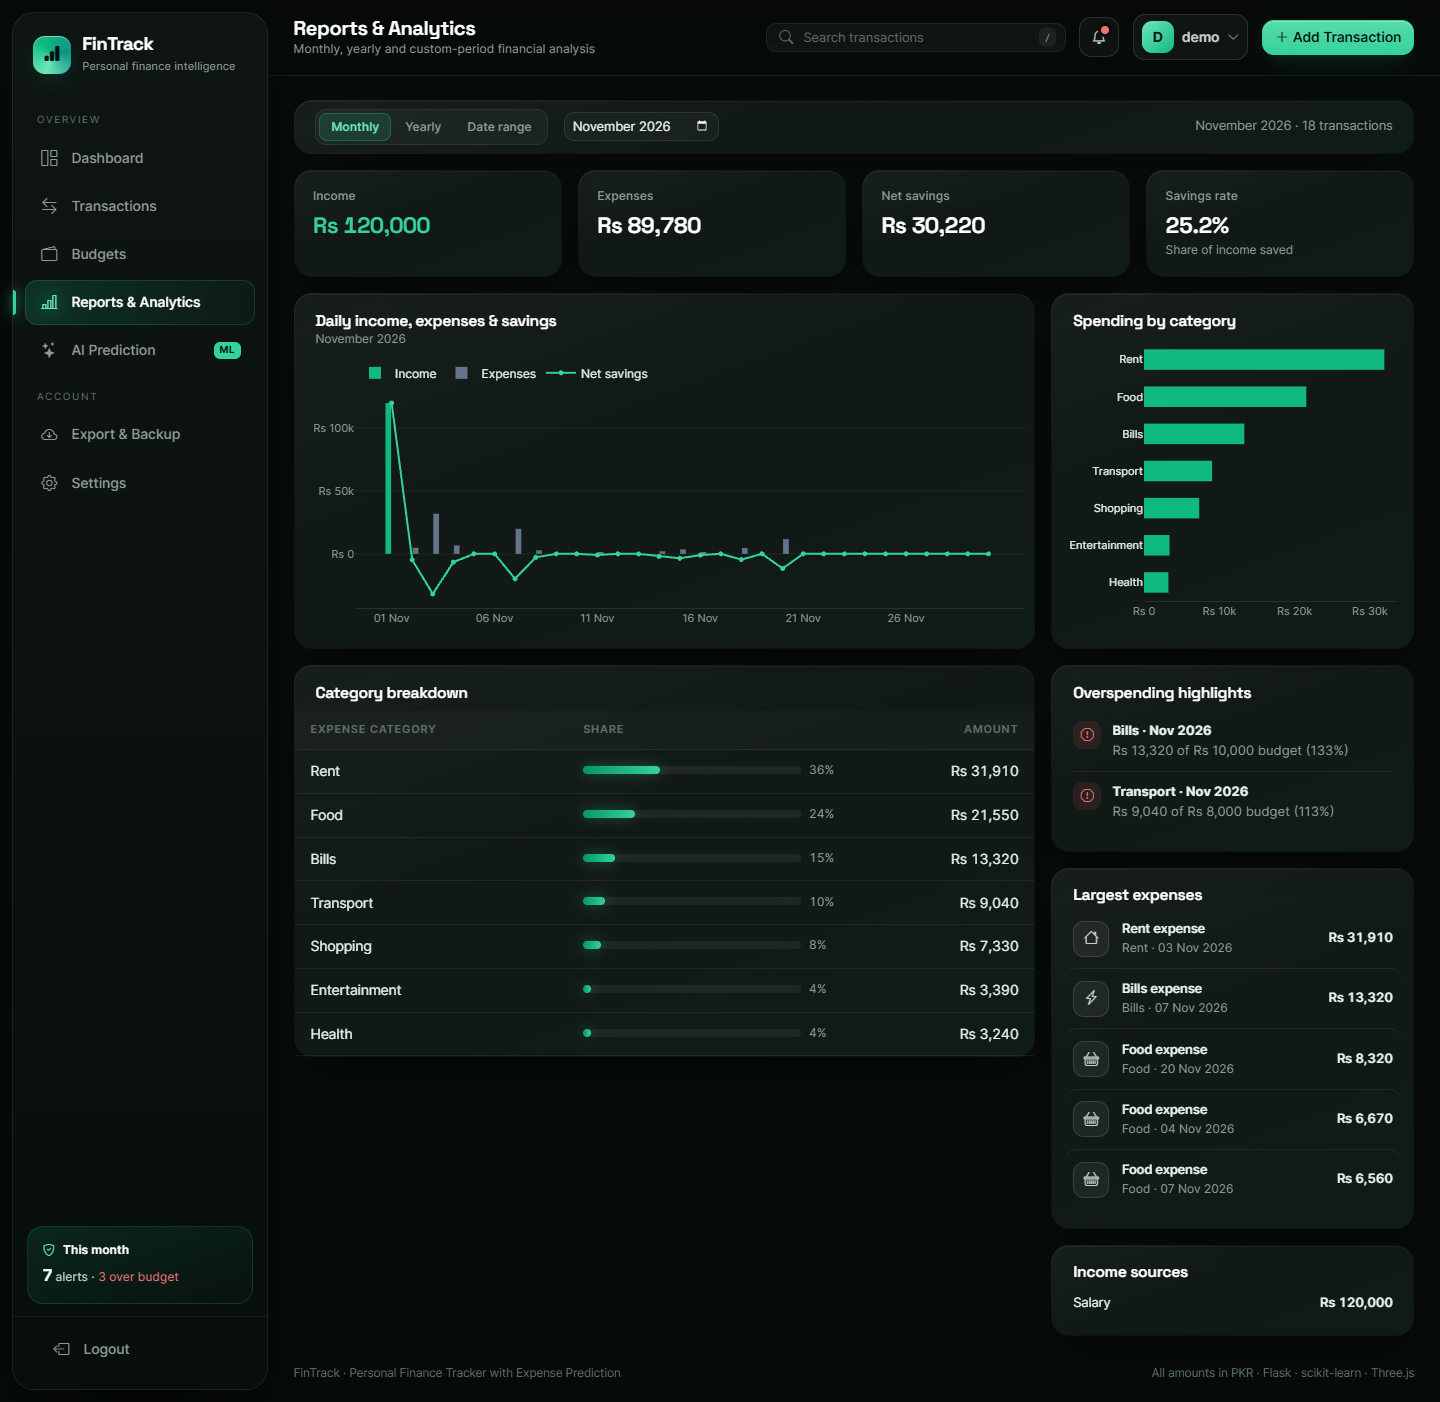 FinTrack
Personal finance intelligence
OVERVIEW
Dashboard
Transactions
Budgets
Reports & Analytics
AI Prediction ML
ACCOUNT
Export & Backup
Settings
This month
7 alerts · 3 over budget
Logout
Reports & Analytics
Monthly, yearly and custom-period financial analysis
Search transactions /
D demo
+ Add Transaction
Monthly Yearly Date range November 2026
November 2026 · 18 transactions
Income
Rs 120,000
Expenses
Rs 89,780
Net savings
Rs 30,220
Savings rate
25.2%
Share of income saved
Daily income, expenses & savings
November 2026
Income Expenses Net savings
Rs 100k
Rs 50k
Rs 0
01 Nov 06 Nov 11 Nov 16 Nov 21 Nov 26 Nov
Spending by category
Rent
Food
Bills
Transport
Shopping
Entertainment
Health
Rs 0 Rs 10k Rs 20k Rs 30k
Category breakdown
EXPENSE CATEGORY SHARE AMOUNT
Rent 36% Rs 31,910
Food 24% Rs 21,550
Bills 15% Rs 13,320
Transport 10% Rs 9,040
Shopping 8% Rs 7,330
Entertainment 4% Rs 3,390
Health 4% Rs 3,240
Overspending highlights
Bills · Nov 2026
Rs 13,320 of Rs 10,000 budget (133%)
Transport · Nov 2026
Rs 9,040 of Rs 8,000 budget (113%)
Largest expenses
Rent expense
Rent · 03 Nov 2026
Rs 31,910
Bills expense
Bills · 07 Nov 2026
Rs 13,320
Food expense
Food · 20 Nov 2026
Rs 8,320
Food expense
Food · 04 Nov 2026
Rs 6,670
Food expense
Food · 07 Nov 2026
Rs 6,560
Income sources
Salary Rs 120,000
FinTrack · Personal Finance Tracker with Expense Prediction
All amounts in PKR · Flask · scikit-learn · Three.js